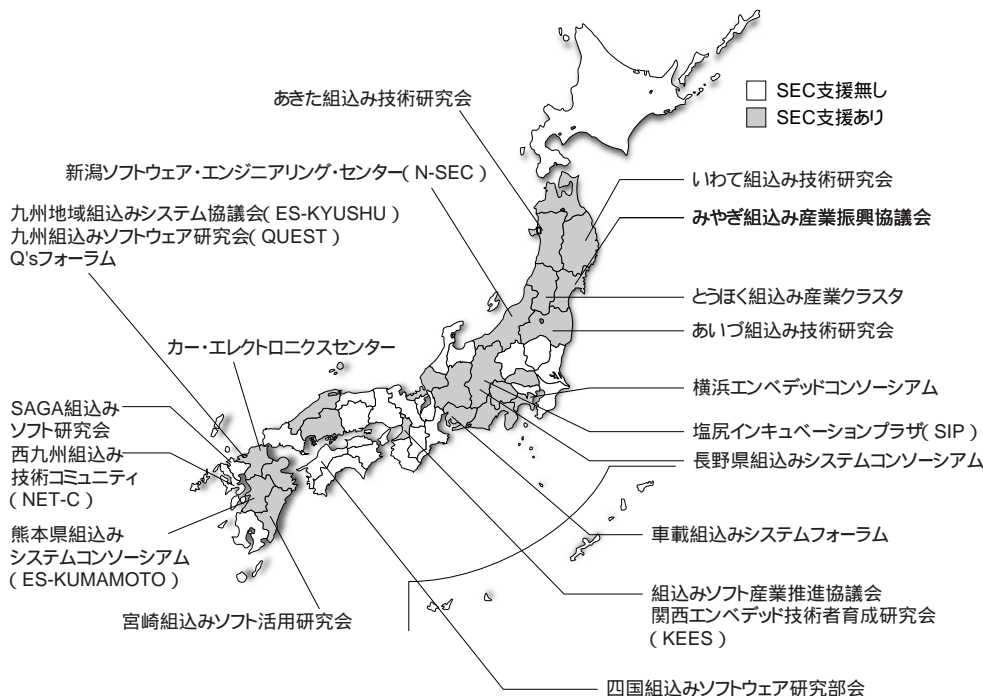 あきた組込み技術研究会
SEC支援無し
SEC支援あり
新潟ソフトウェア・エンジニアリング・センター( N-SEC )
いわて組込み技術研究会
みやぎ組込み産業振興協議会
九州地域組込みシステム協議会( ES-KYUSHU )
九州組込みソフトウェア研究会( QUEST )
Q'sフォーラム
とうほく組込み産業クラスタ
あいづ組込み技術研究会
カー・エレクトロニクスセンター
横浜エンベデッドコンソーシアム
SAGA組込み
ソフト研究会
塩尻インキュベーションプラザ( SIP )
長野県組込みシステムコンソーシアム
西九州組込み
技術コミュニティ
( NET-C )
熊本県組込み
システムコンソーシアム
( ES-KUMAMOTO )
車載組込みシステムフォーラム
宮崎組込みソフト活用研究会
組込みソフト産業推進協議会
関西エンベデッド技術者育成研究会
( KEES )
四国組込みソフトウェア研究部会